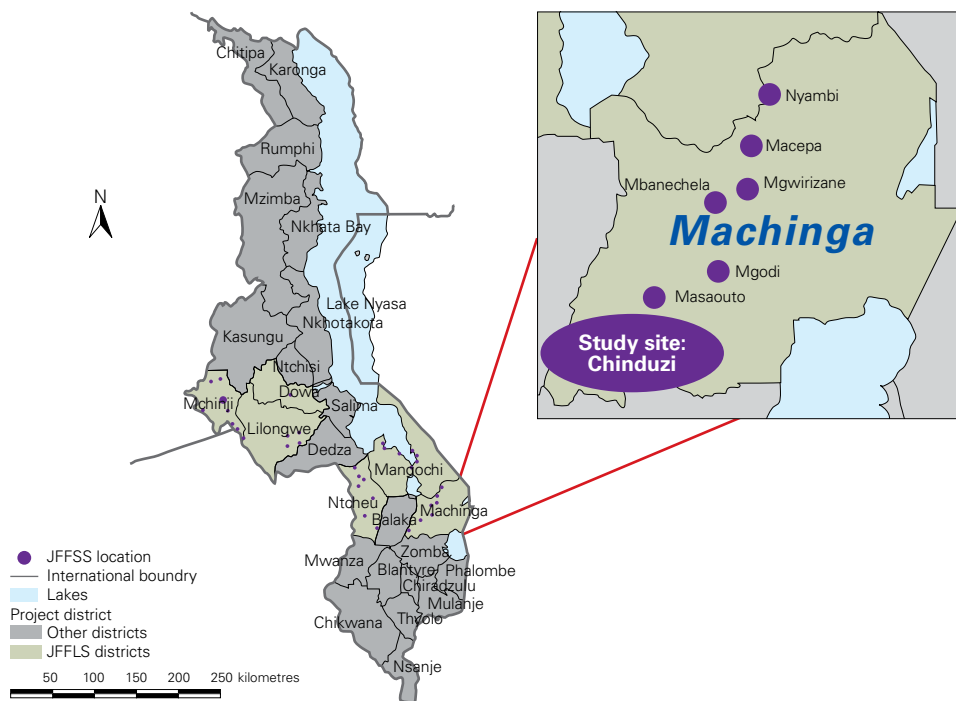 Chitipa
Karonga
Rumphi
Mzimba
N
Nkhata Bay
Lake Nyasa
Nkhotakota
Kasungu
Ntchisi
Dowa
Mchinji
Salima
Lilongwe
Dedza
Mangochi
Ntcheu
Machinga
Balaka
Zomba
Mwanza
Blantyre
Phalombe
Chiradzulu
Mulanje
Chikwana
Thyolo
Nsanje
Nyambi
Macepa
Mbanechela
Mgwirizane
Machinga
Mgodi
Masaouto
Study site:
Chinduzi
JFFSS location
International boundry
Lakes
Project district
Other districts
JFFLS districts
50 100 150 200 250 kilometres